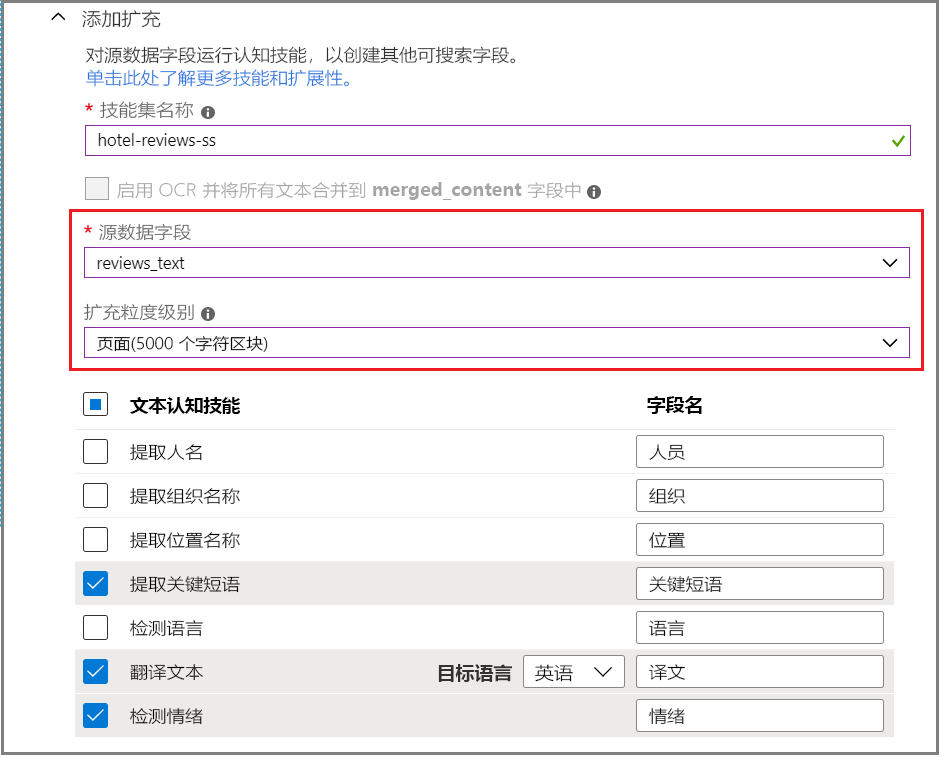 添加扩充
对源数据字段运行认知技能，以创建其他可搜索字段。
单击此处了解更多技能和扩展性。
* 技能集名称
hotel-reviews-ss
启用 OCR 并将所有文本合并到 merged_content 字段中
* 源数据字段
reviews_text
扩充粒度级别
页面(5000 个字符区块)
文本认知技能 字段名
提取人名 人员
提取组织名称 组织
提取位置名称 位置
提取关键短语 关键短语
检测语言 语言
翻译文本 目标语言 英语 译文
检测情绪 情绪